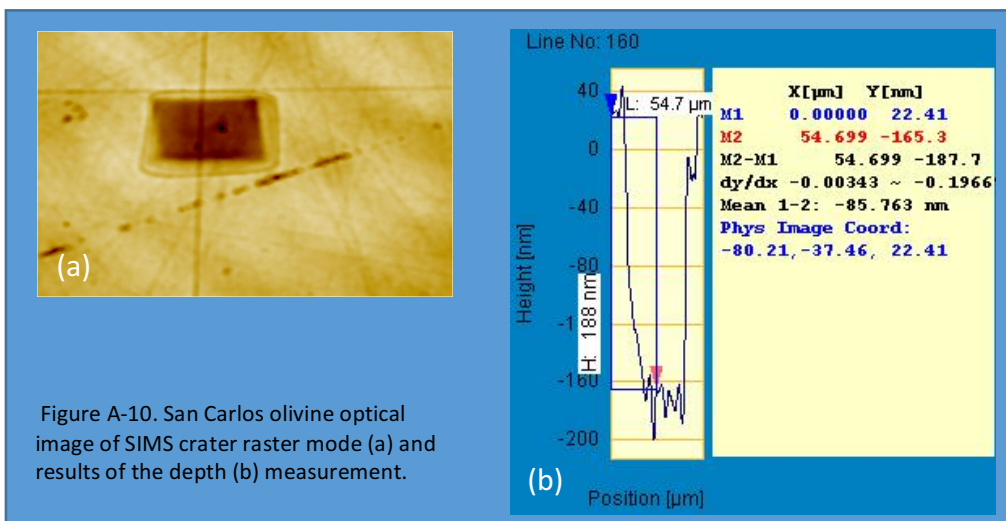 (a)
Figure A-10. San Carlos olivine optical
image of SIMS crater raster mode (a) and
results of the depth (b) measurement.
Line No: 160
40
0
-40
-80
-1
-160
-200
Height [nm]
L: 54.7 µm
H: 188 nm
Position [µm]
(b)
X[µm] Y[nm]
M1 0.00000 22.41
M2 54.699 -165.3
M2-M1 54.699 -187.7
dy/dx -0.00343 ~ -0.1966
Mean 1-2: -85.763 nm
Phys Image Coord:
-80.21,-37.46, 22.41